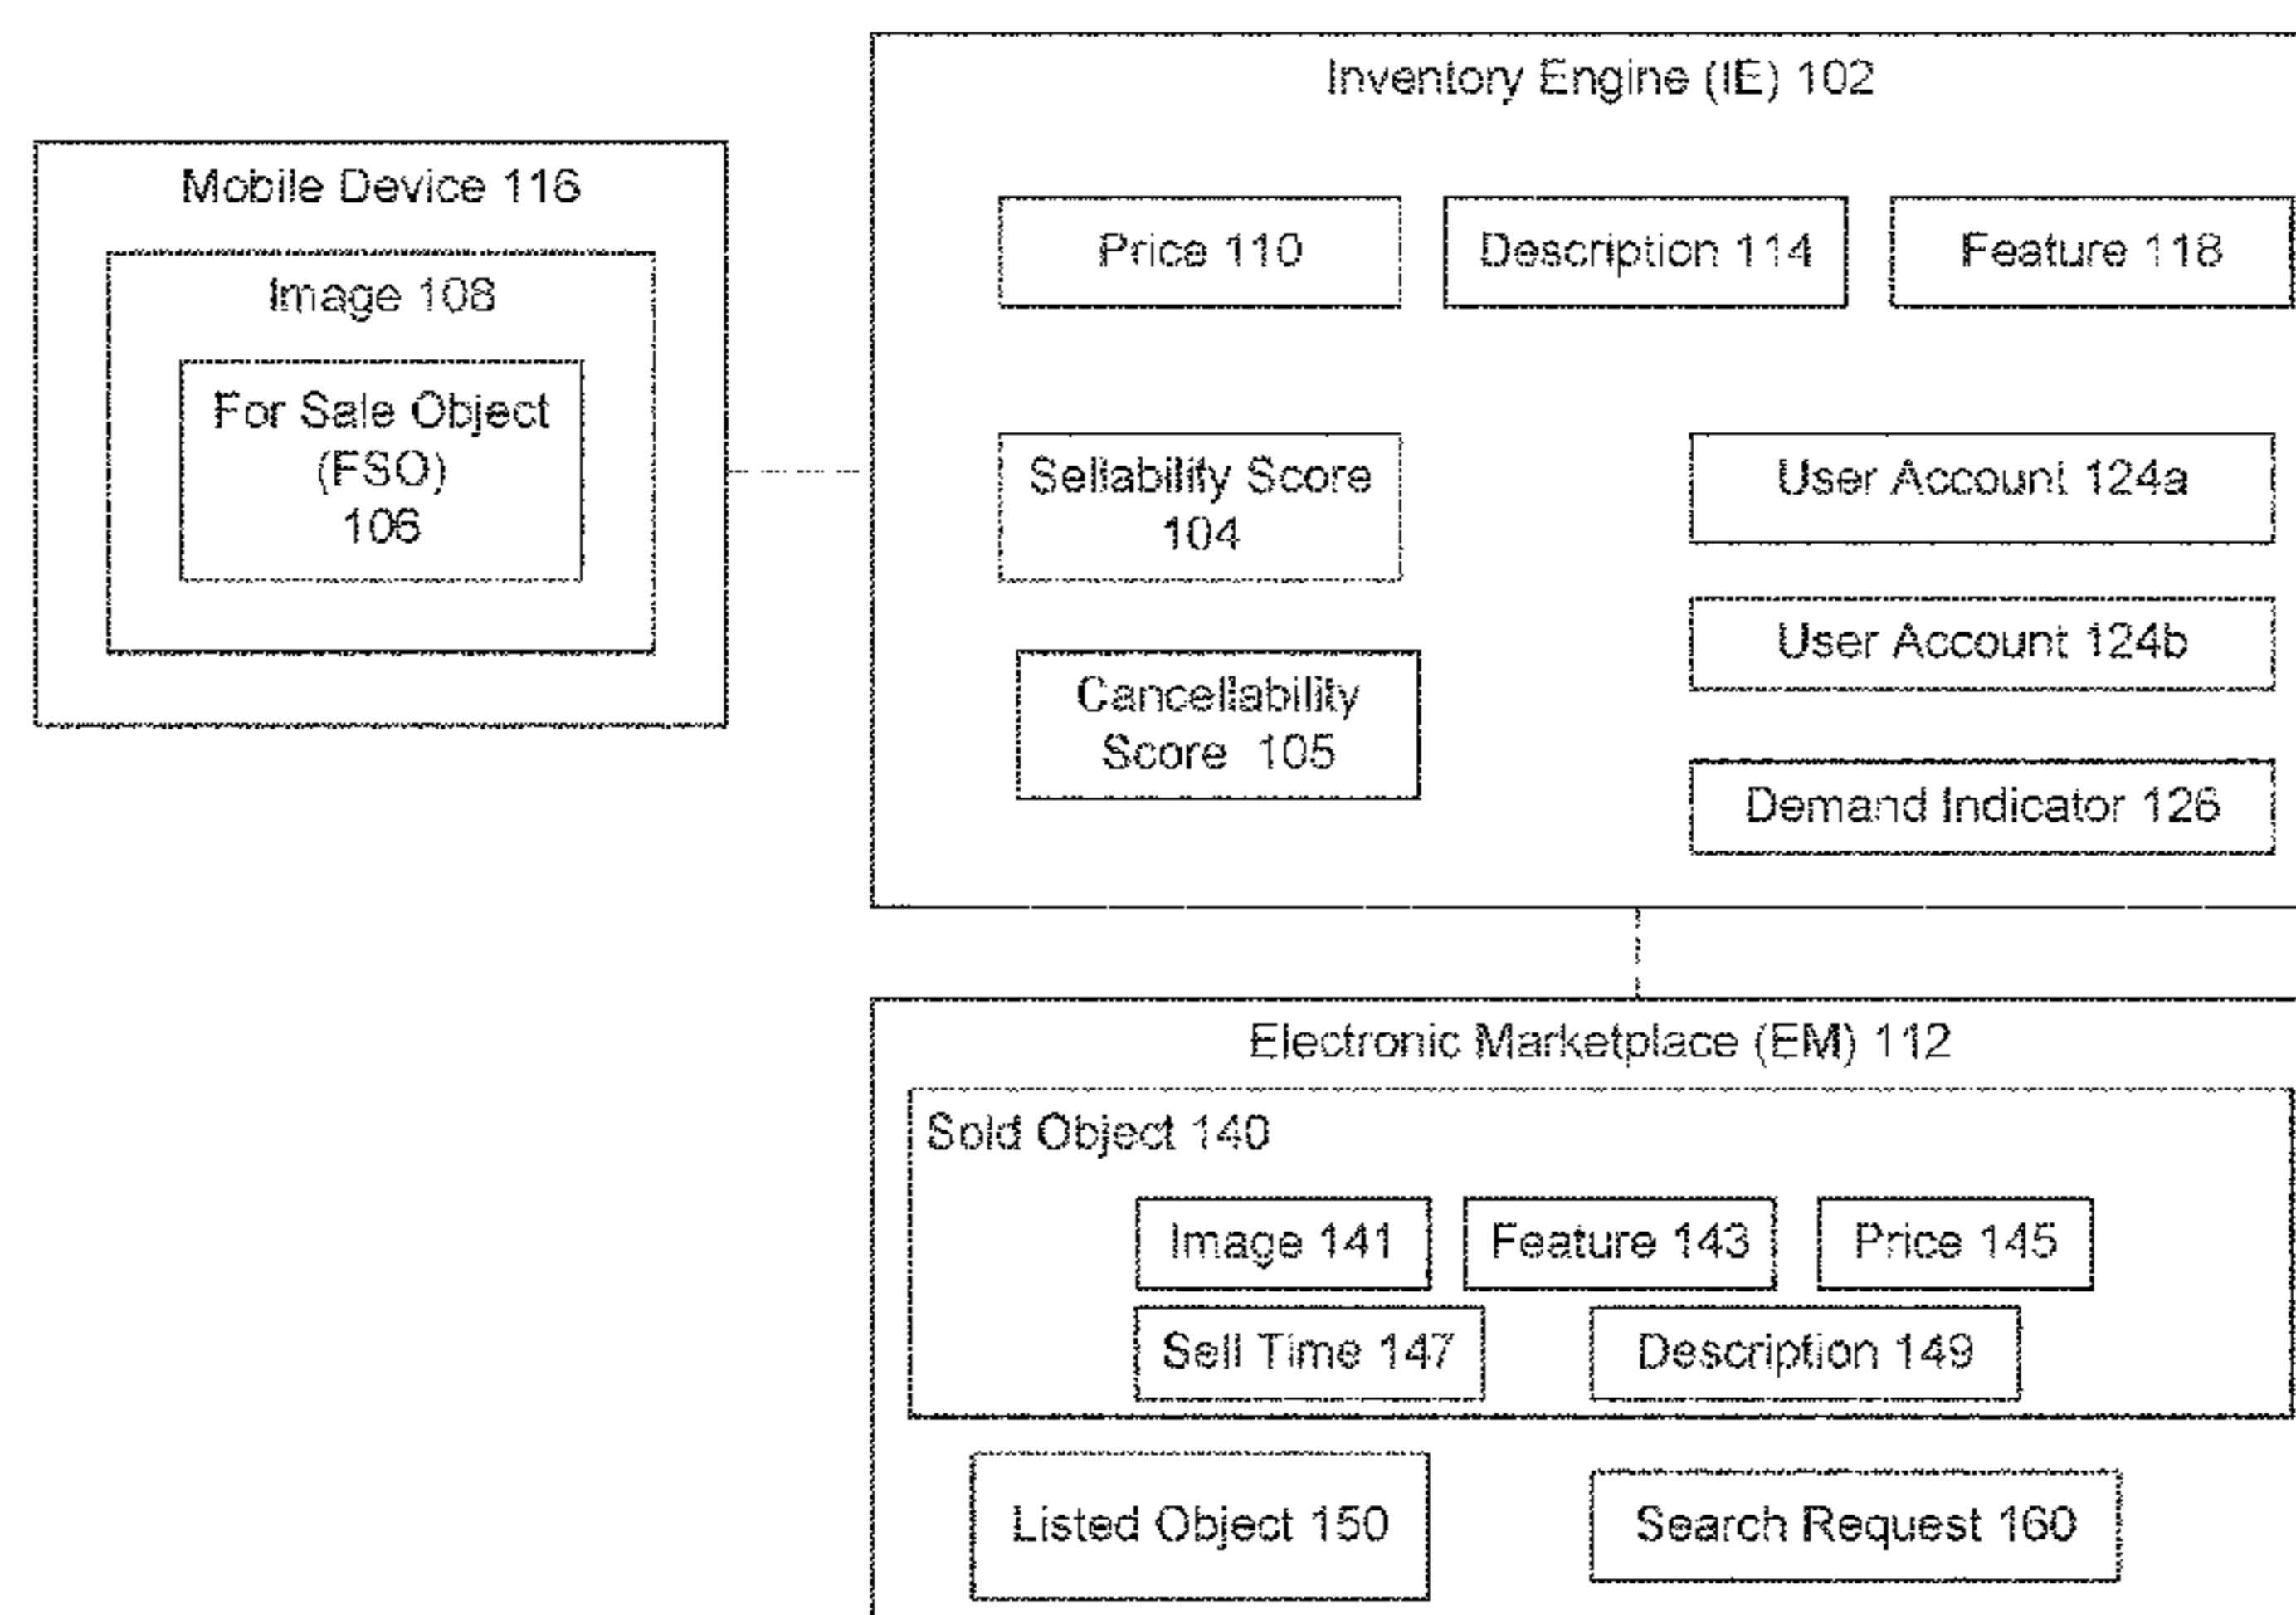 Inventory Engine (IE) 102
Mobile Device 116
Price 110
Description 114
Feature 118
Image 108
For Sale Object
(FSO)
106
Sellability Score
104
User Account 124a
User Account 124b
Cancellability
Score 105
Demand Indicator 126
Electronic Marketplace (EM) 112
Sold Object 140
Image 141
Feature 143
Price 145
Sell Time 147
Description 149
Listed Object 150
Search Request 160